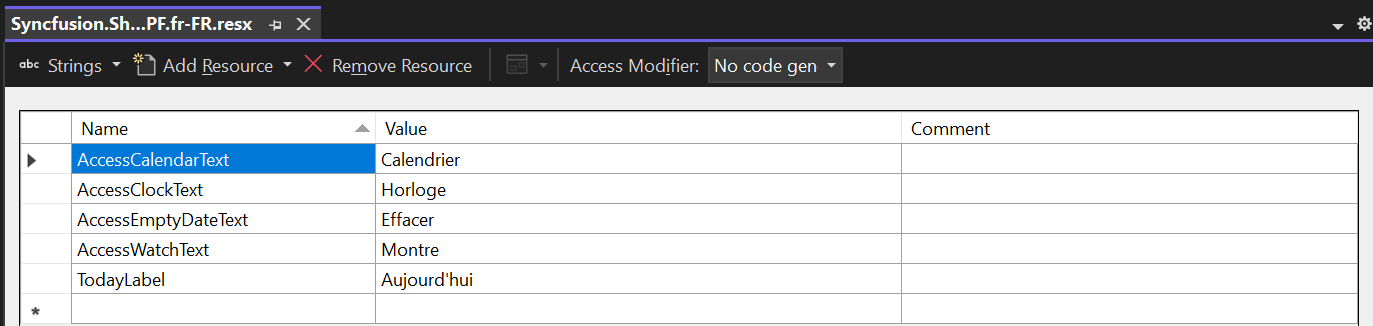 Syncfusion.Sh...PF.fr-FR.resx
abc Strings Add Resource Remove Resource Access Modifier: No code gen
Name Value Comment
AccessCalendarText Calendrier
AccessClockText Horloge
AccessEmptyDateText Effacer
AccessWatchText Montre
TodayLabel Aujourd'hui
*